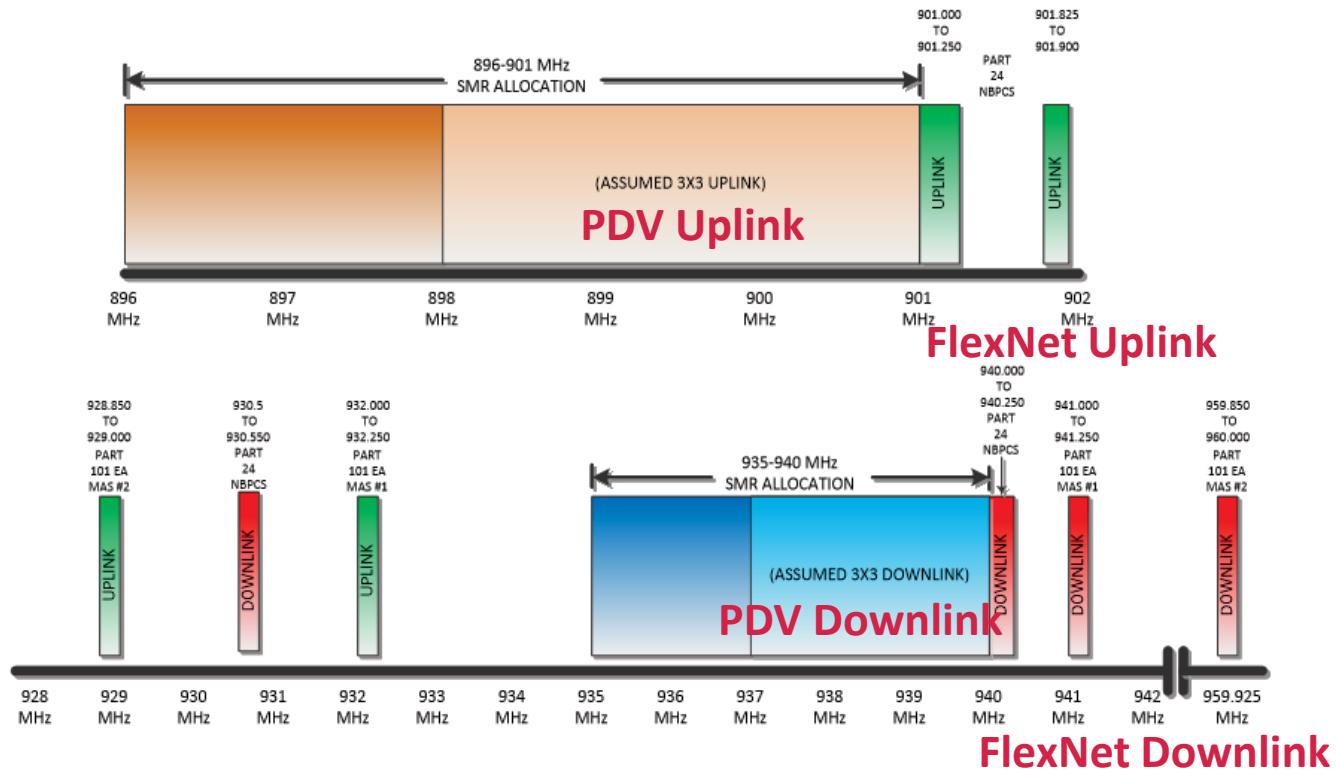 901.000
TO
901.250
901.825
TO
901.900
PART
24
NBPCS
896-901 MHz
SMR ALLOCATION
(ASSUMED 3X3 UPLINK)
PDV Uplink
UPLINK
UPLINK
896
MHz
897
MHz
898
MHz
899
MHz
900
MHz
901
MHz
902
MHz
FlexNet Uplink
928.850
TO
929.000
PART
101 EA
MAS #2
930.5
TO
930.550
PART
24
NBPCS
932.000
TO
932.250
PART
101 EA
MAS #1
940.000
TO
940.250
PART
24
NBPCS
941.000
TO
941.250
PART
101 EA
MAS #1
959.850
TO
960.000
PART
101 EA
MAS #2
935-940 MHz
SMR ALLOCATION
UPLINK
DOWNLINK
UPLINK
(ASSUMED 3X3 DOWNLINK)
PDV Downlink
DOWNLINK
DOWNLINK
DOWNLINK
928
MHz
929
MHz
930
MHz
931
MHz
932
MHz
933
MHz
934
MHz
935
MHz
936
MHz
937
MHz
938
MHz
939
MHz
940
MHz
941
MHz
942
MHz
959.925
MHz
FlexNet Downlink